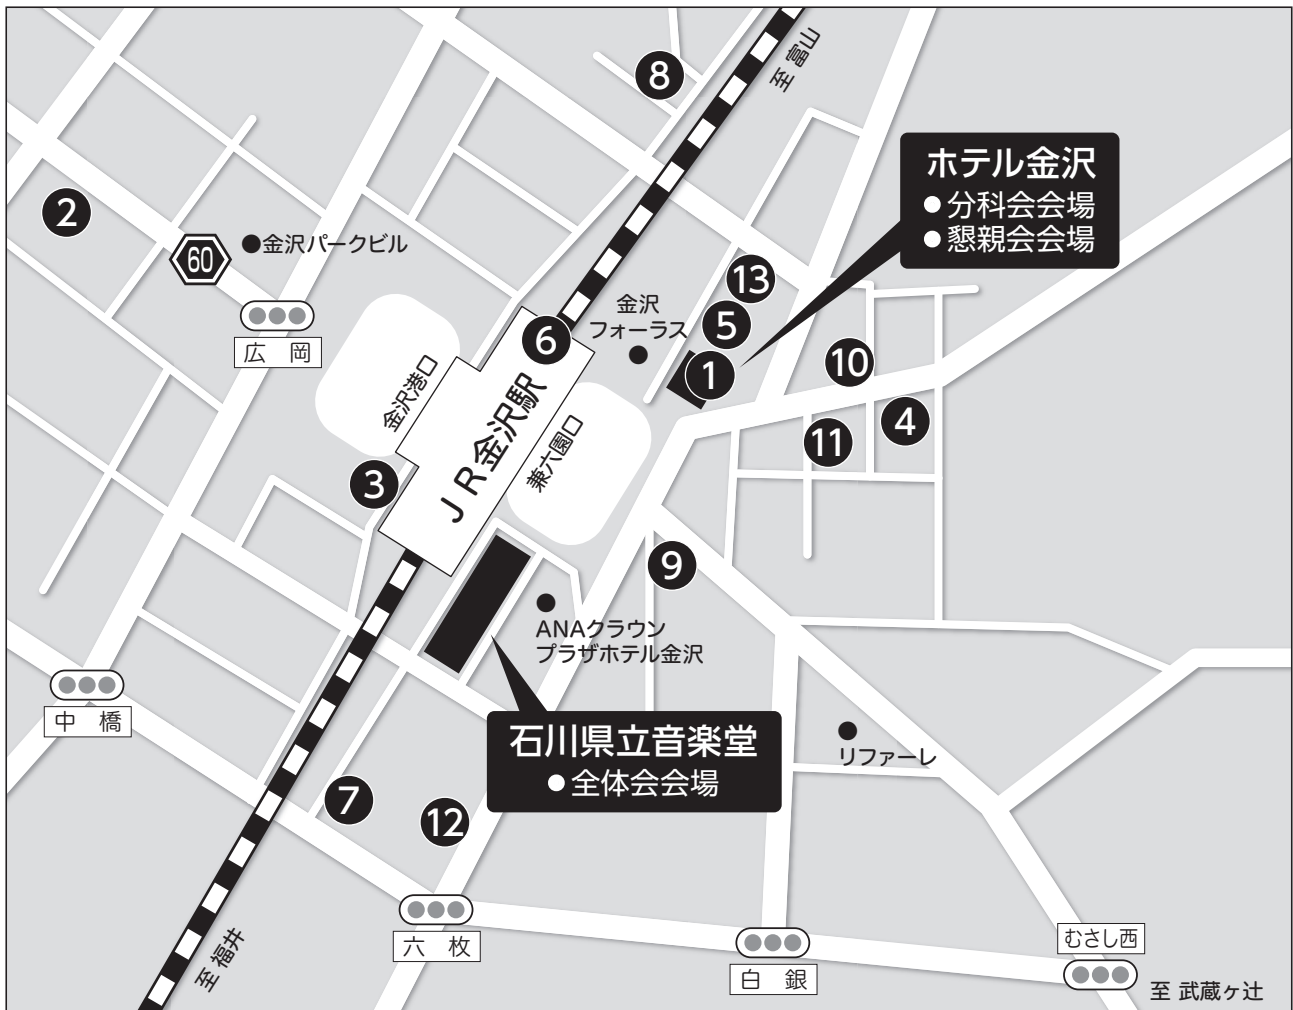 8
至 富山
ホテル金沢
●分科会会場
●懇親会会場
2
60
●金沢パークビル
広 岡
13
5
1
金沢
フォーラス
6
10
4
11
金沢港口
JR金沢駅
兼六園口
3
9
ANAクラウン
プラザホテル金沢
中 橋
石川県立音楽堂
●全体会会場
リファーレ
7
12
六 枚
至 福井
白 銀
むさし西
至 武蔵ヶ辻